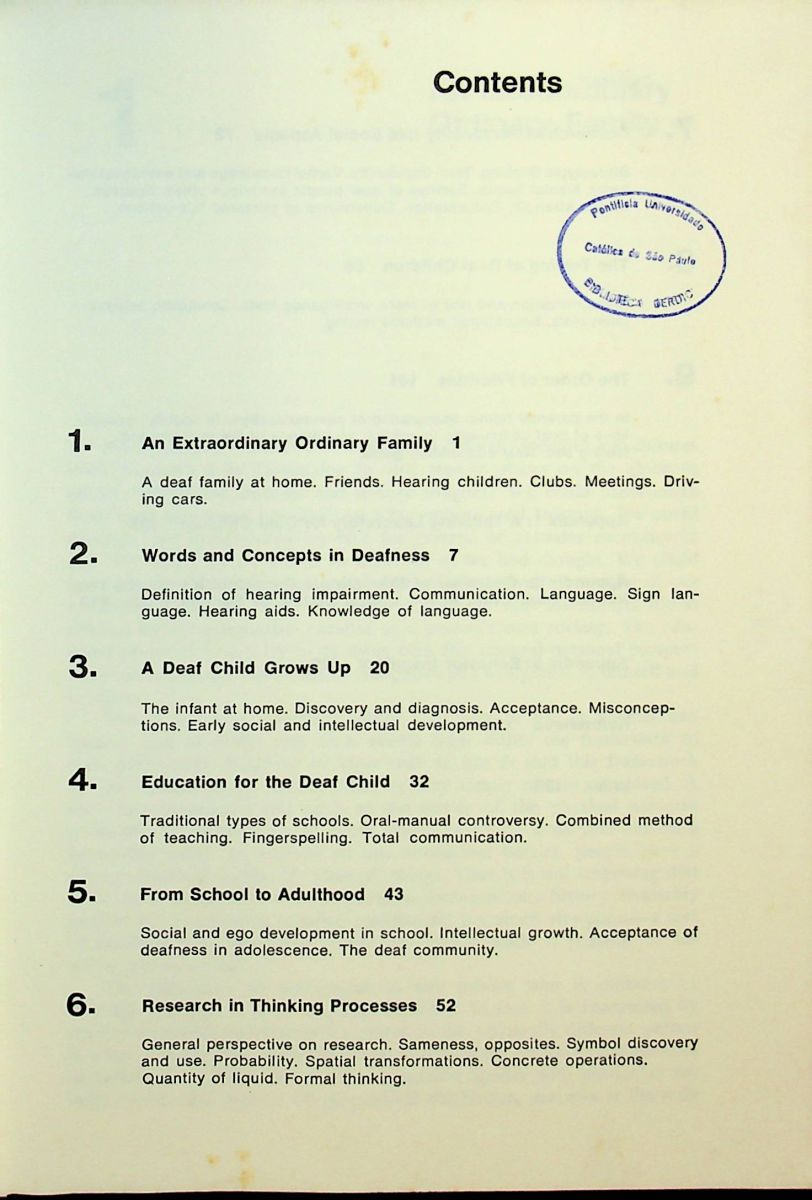 Contents
Pontifícia Universidade
Católica de São Paulo
BIBLIOTECA DERDIC
1. An Extraordinary Ordinary Family 1
A deaf family at home. Friends. Hearing children. Clubs. Meetings. Driv-
ing cars.
2. Words and Concepts in Deafness 7
Definition of hearing impairment. Communication. Language. Sign lan-
guage. Hearing aids. Knowledge of language.
3. A Deaf Child Grows Up 20
The infant at home. Discovery and diagnosis. Acceptance. Misconcep-
tions. Early social and intellectual development.
4. Education for the Deaf Child 32
Traditional types of schools. Oral-manual controversy. Combined method
of teaching. Fingerspelling. Total communication.
5. From School to Adulthood 43
Social and ego development in school. Intellectual growth. Acceptance of
deafness in adolescence. The deaf community.
6. Research in Thinking Processes 52
General perspective on research. Sameness, opposites. Symbol discovery
and use. Probability. Spatial transformations. Concrete operations.
Quantity of liquid. Formal thinking.